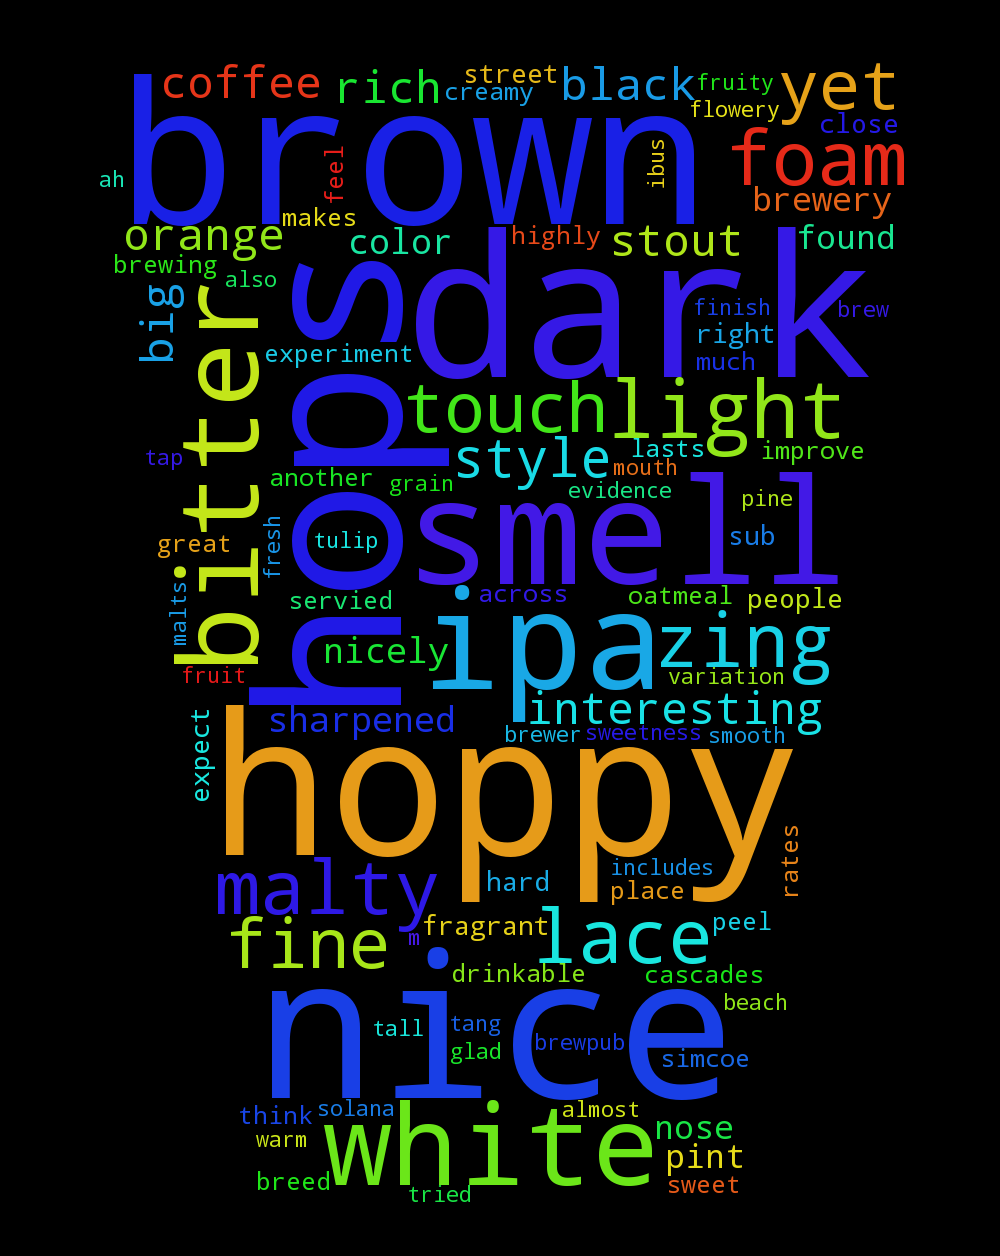 coffee
rich
street
creamy
black
fruity
flowery
yet
close
brown
foam
ah
feel
ibus
brewery
makes
orange
color
highly
stout
found
brewing
also
dark
big
bitter
hops
experiment
finish
brew
right
much
touch
light
style
lasts
improve
mouth
tap
another
grain
evidence
pine
smell
great
fresh
tulip
sub
malts
servied
across
oatmeal
people
ipa
zing
nicely
fruit
variation
interesting
sharpened
brewer
sweetness
smooth
expect
hoppy
rates
malty
hard
includes
place
fine
m
fragrant
lace
peel
drinkable
cascades
beach
nice
tall
tang
glad
brewpub
simcoe
think
solana
almost
warm
white
nose
pint
breed
tried
sweet